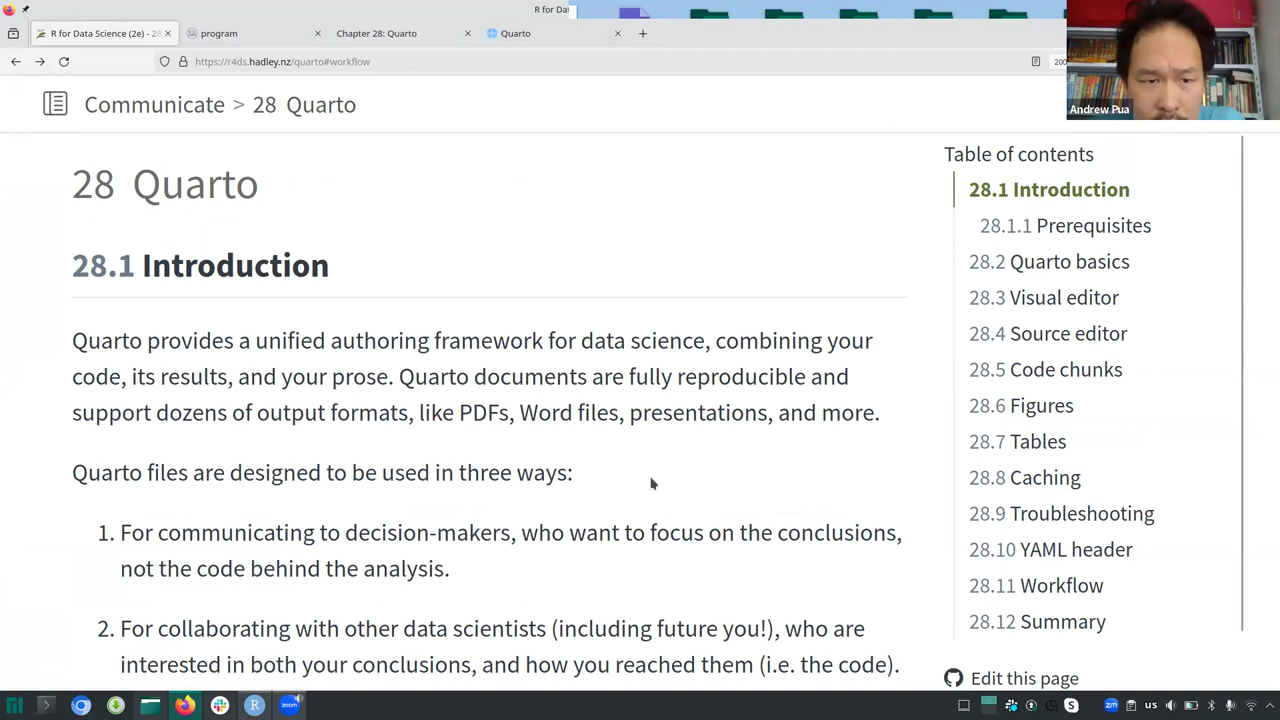 R for Dat
R for Data Science (2e) - 28
program
Chapter 28: Quarto
Quarto
https://r4ds.hadley.nz/quarto#workflow
200
Andrew Pua
Communicate > 28 Quarto
28 Quarto
28.1 Introduction
Quarto provides a unified authoring framework for data science, combining your
code, its results, and your prose. Quarto documents are fully reproducible and
support dozens of output formats, like PDFs, Word files, presentations, and more.
Quarto files are designed to be used in three ways:
1. For communicating to decision-makers, who want to focus on the conclusions,
not the code behind the analysis.
2. For collaborating with other data scientists (including future you!), who are
interested in both your conclusions, and how you reached them (i.e. the code).
Table of contents
28.1 Introduction
28.1.1 Prerequisites
28.2 Quarto basics
28.3 Visual editor
28.4 Source editor
28.5 Code chunks
28.6 Figures
28.7 Tables
28.8 Caching
28.9 Troubleshooting
28.10 YAML header
28.11 Workflow
28.12 Summary
Edit this page
R
zoom
zm
S
us